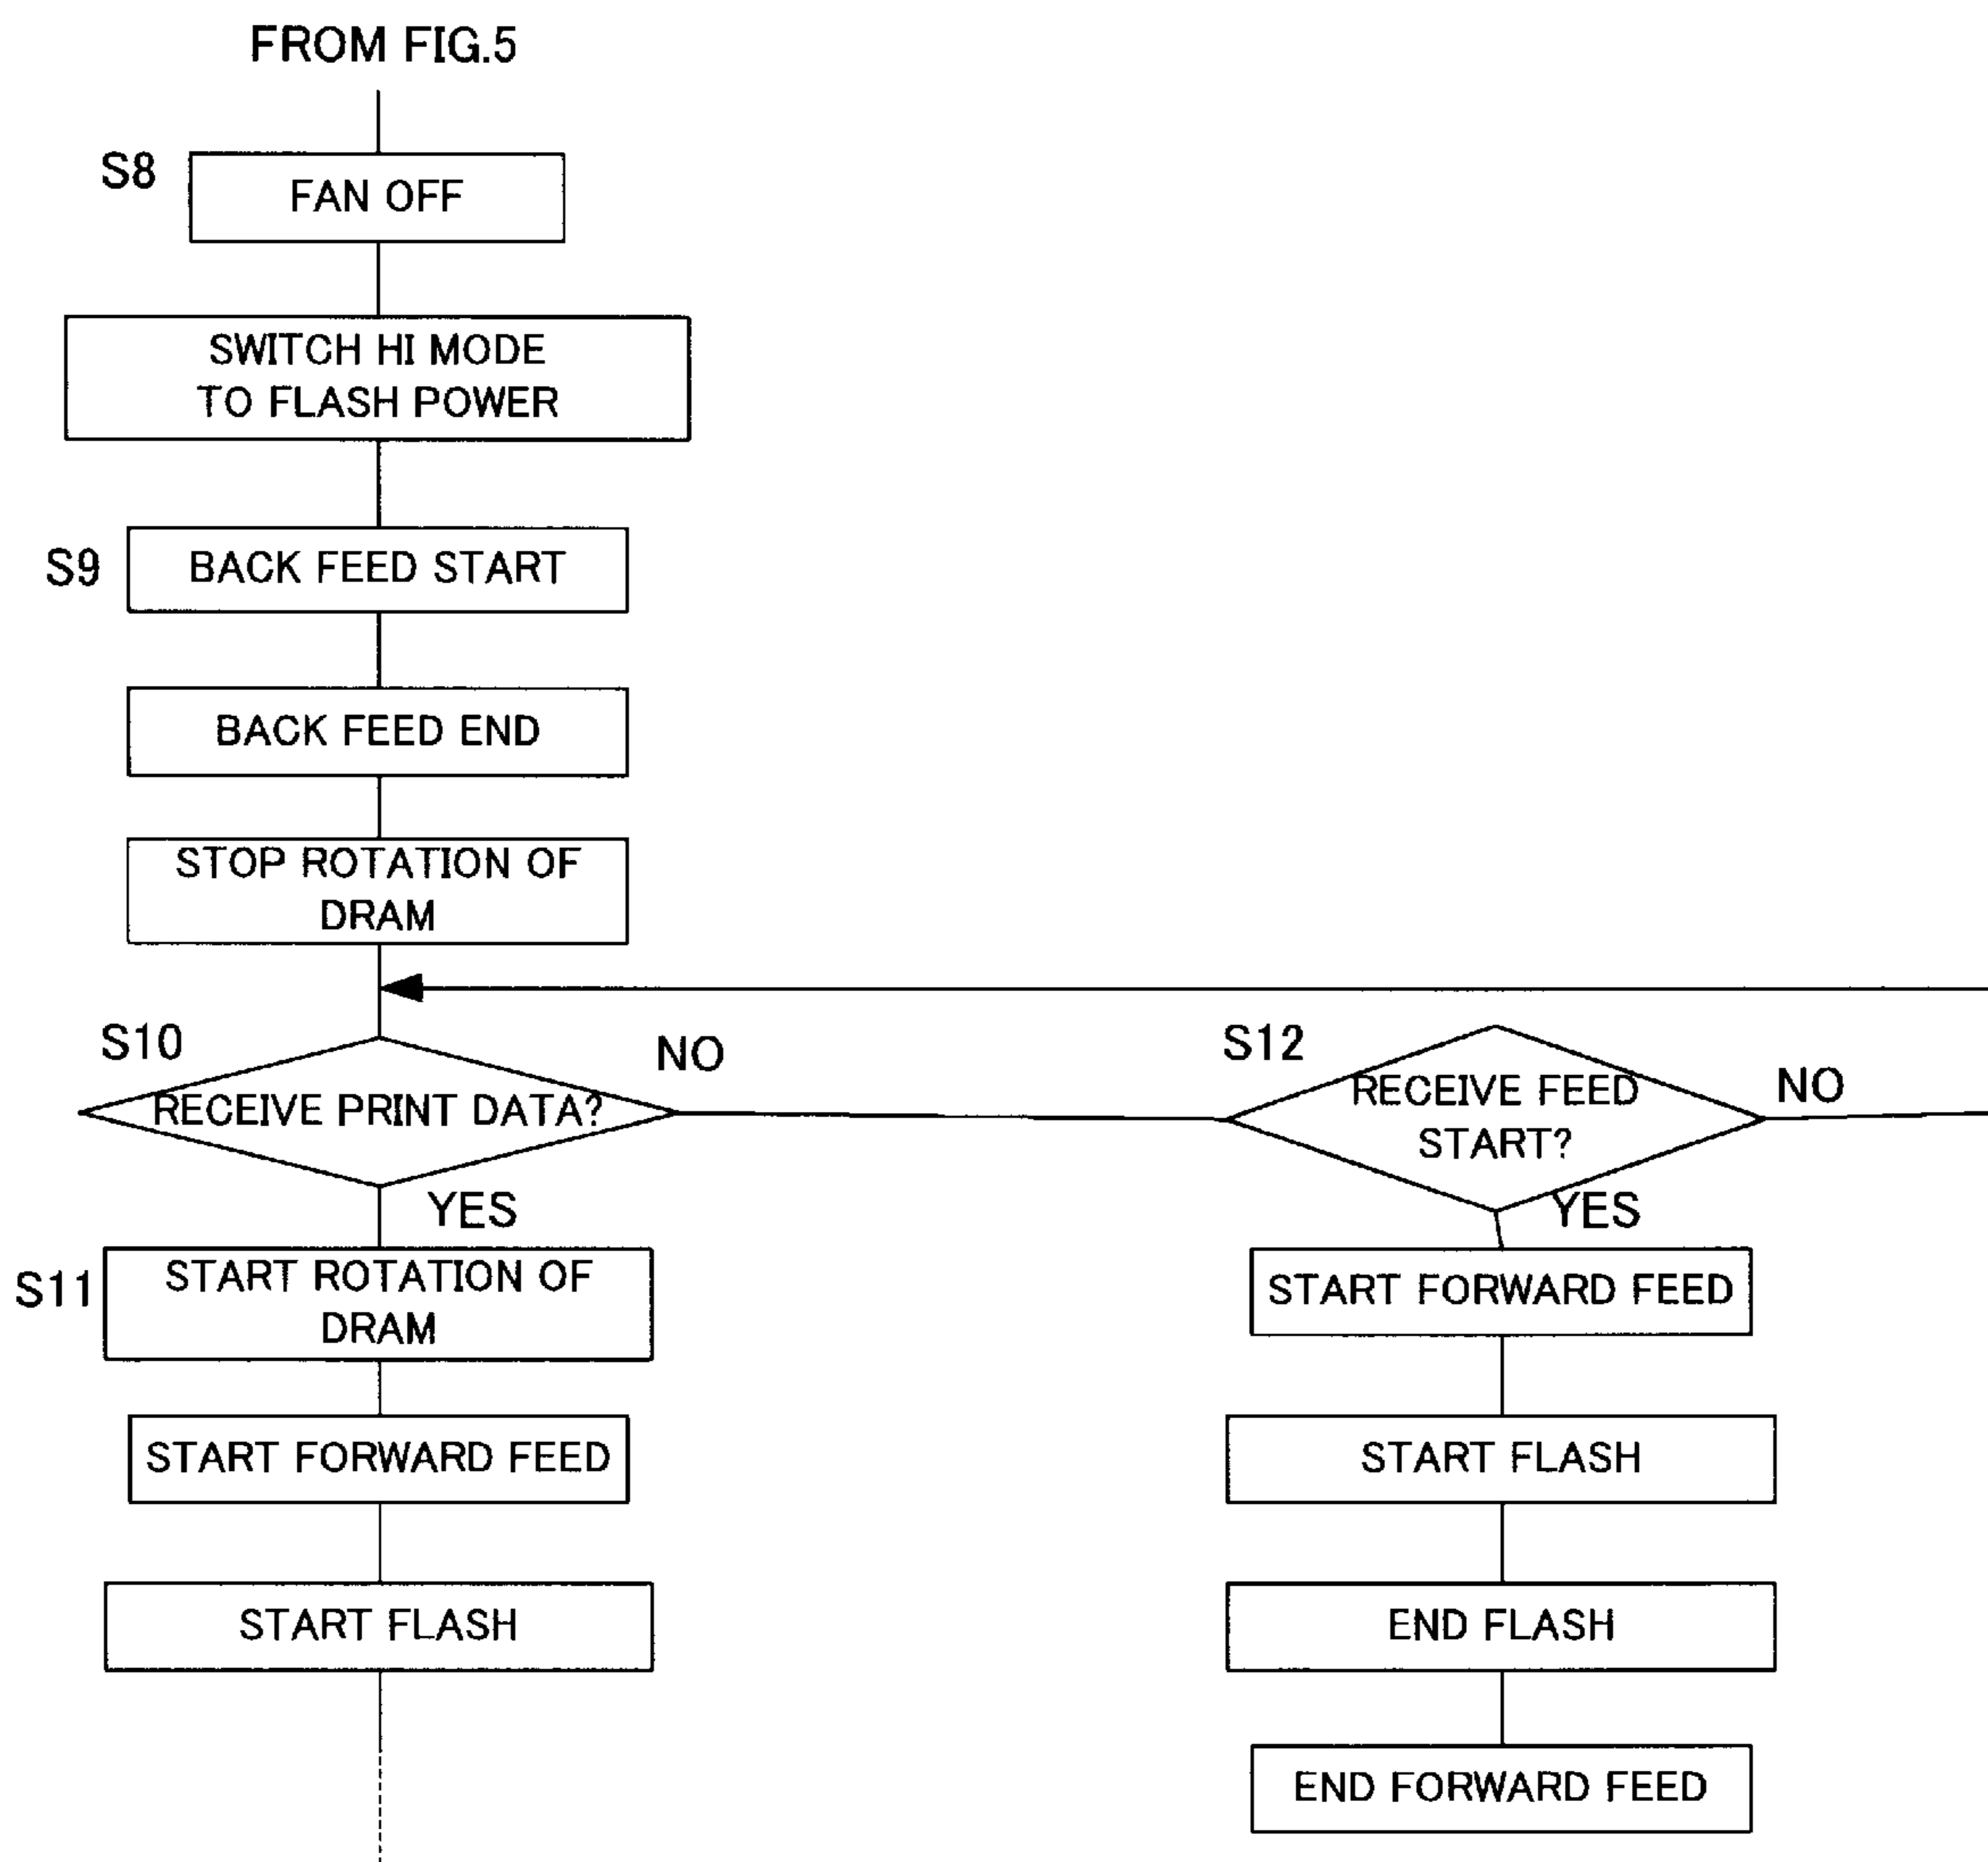 FROM FIG.5
S8
FAN OFF
SWITCH HI MODE
TO FLASH POWER
S9
BACK FEED START
BACK FEED END
STOP ROTATION OF
DRAM
S10
RECEIVE PRINT DATA?
NO
YES
S11
START ROTATION OF
DRAM
START FORWARD FEED
START FLASH
S12
RECEIVE FEED
START?
NO
YES
START FORWARD FEED
START FLASH
END FLASH
END FORWARD FEED